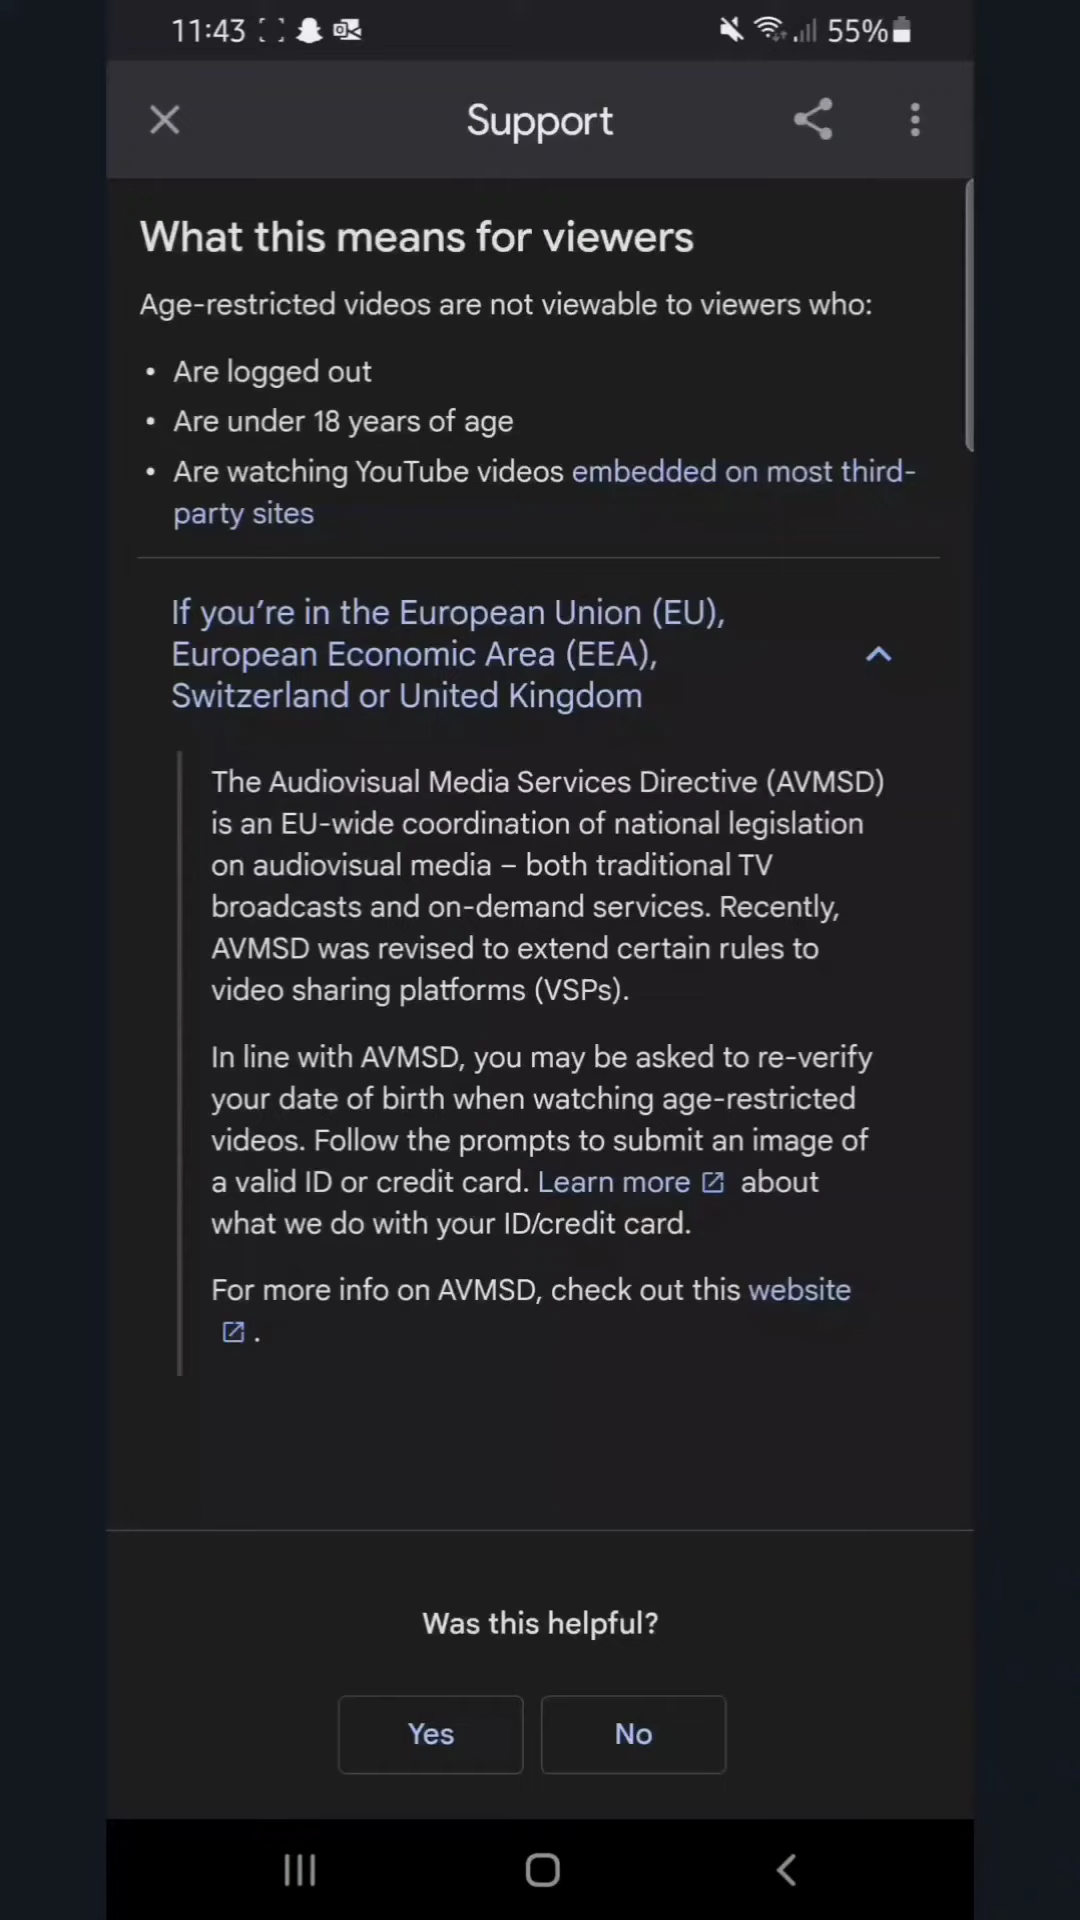 11:43
55%
Support
What this means for viewers
Age-restricted videos are not viewable to viewers who:
• Are logged out
• Are under 18 years of age
• Are watching YouTube videos embedded on most third-
party sites
If you’re in the European Union (EU),
European Economic Area (EEA),
Switzerland or United Kingdom
The Audiovisual Media Services Directive (AVMSD)
is an EU-wide coordination of national legislation
on audiovisual media – both traditional TV
broadcasts and on-demand services. Recently,
AVMSD was revised to extend certain rules to
video sharing platforms (VSPs).
In line with AVMSD, you may be asked to re-verify
your date of birth when watching age-restricted
videos. Follow the prompts to submit an image of
a valid ID or credit card. Learn more about
what we do with your ID/credit card.
For more info on AVMSD, check out this website
.
Was this helpful?
Yes
No